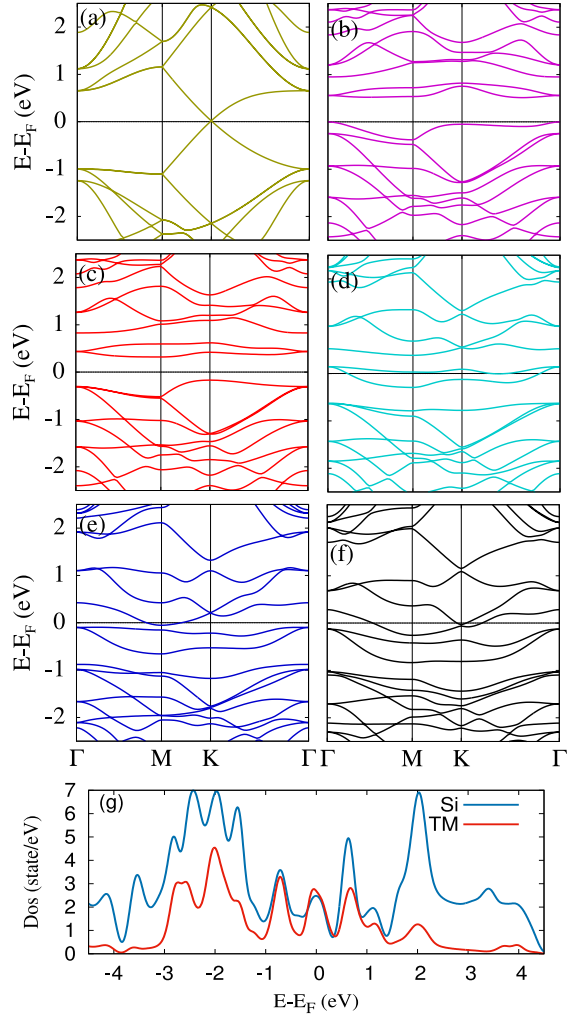 (a) (b)
2
1
0
-1
-2
E-E_F (eV)
(c) (d)
2
1
0
-1
-2
E-E_F (eV)
(e) (f)
2
1
0
-1
-2
E-E_F (eV)
Γ M K Γ Γ M K Γ
(g)
Si
TM
7
6
5
4
3
2
1
0
Dos (state/eV)
-4 -3 -2 -1 0 1 2 3 4
E-E_F (eV)